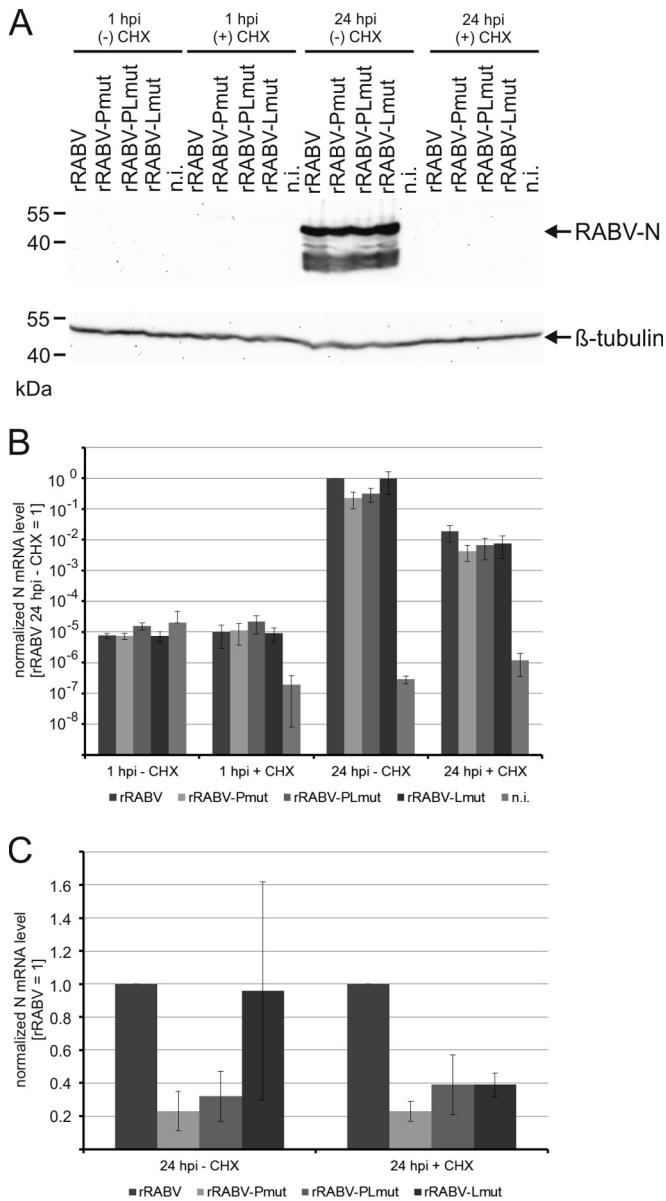 A
1 hpi
(-) CHX
1 hpi
(+) CHX
24 hpi
(-) CHX
24 hpi
(+) CHX
rRABV
rRABV-Pmut
rRABV-PLmut
rRABV-Lmut
n.i.
rRABV
rRABV-Pmut
rRABV-PLmut
rRABV-Lmut
n.i.
rRABV
rRABV-Pmut
rRABV-PLmut
rRABV-Lmut
n.i.
rRABV
rRABV-Pmut
rRABV-PLmut
rRABV-Lmut
n.i.
55
40
RABV-N
55
40
ß-tubulin
kDa
B
normalized N mRNA level
[rRABV 24 hpi - CHX = 1]
10 0
10 -1
10 -2
10 -3
10 -4
10 -5
10 -6
10 -7
10 -8
1 hpi - CHX
1 hpi + CHX
24 hpi - CHX
24 hpi + CHX
rRABV
rRABV-Pmut
rRABV-PLmut
rRABV-Lmut
n.i.
C
normalized N mRNA level
[rRABV = 1]
1.6
1.4
1.2
1.0
0.8
0.6
0.4
0.2
24 hpi - CHX
24 hpi + CHX
rRABV
rRABV-Pmut
rRABV-PLmut
rRABV-Lmut